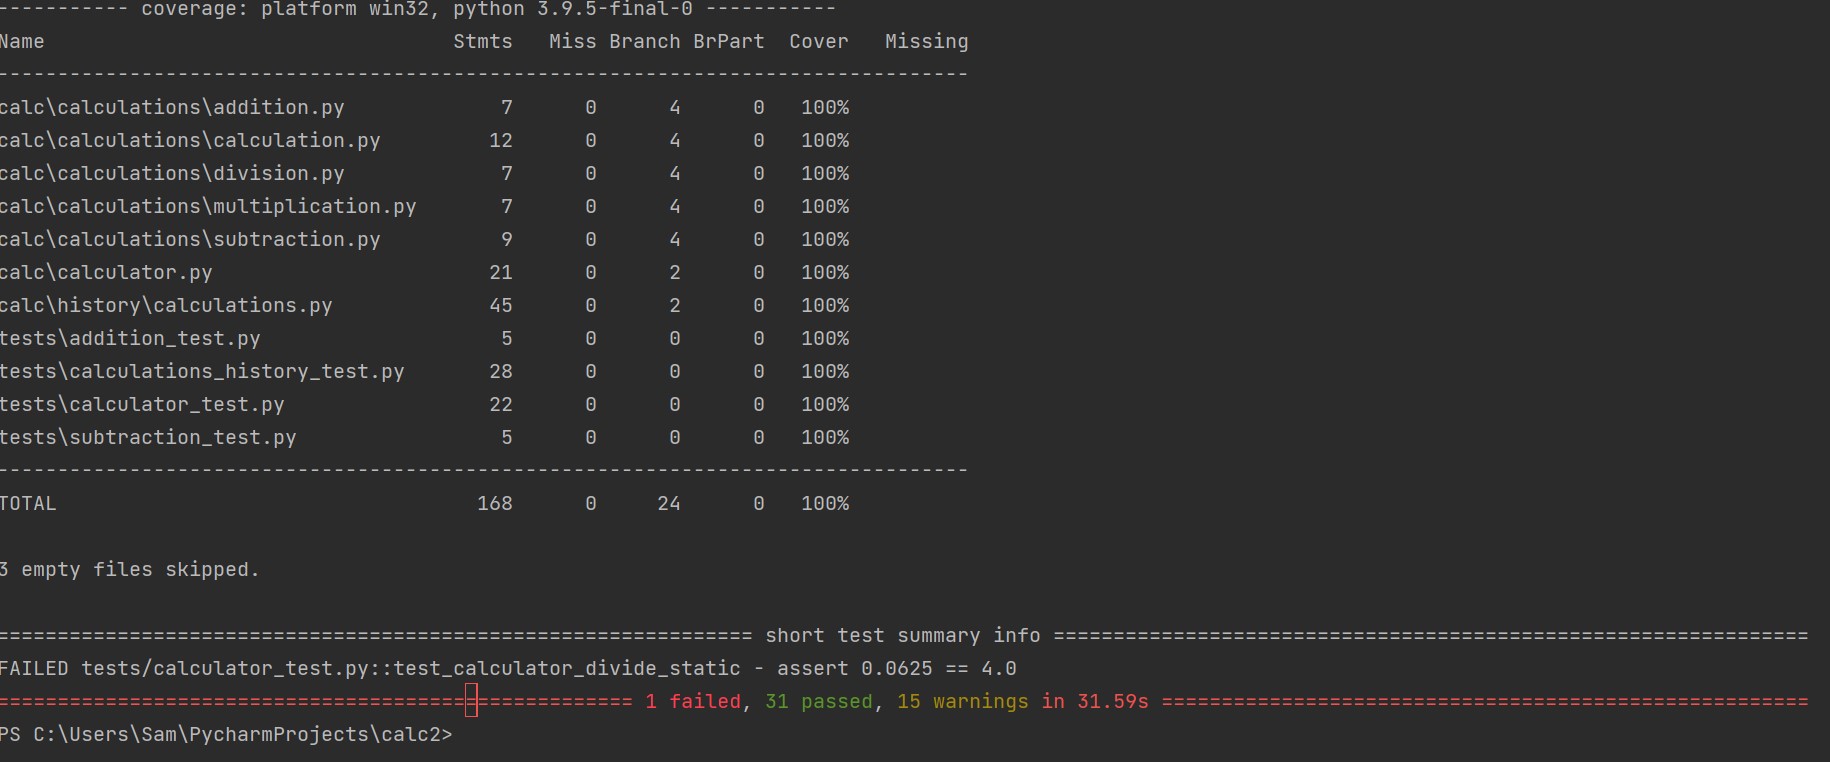 ----------- coverage: platform win32, python 3.9.5-final-0 -----------
Name                                  Stmts   Miss Branch BrPart  Cover   Missing
---------------------------------------------------------------------------------
calc\calculations\addition.py             7      0      4      0   100%
calc\calculations\calculation.py         12      0      4      0   100%
calc\calculations\division.py             7      0      4      0   100%
calc\calculations\multiplication.py       7      0      4      0   100%
calc\calculations\subtraction.py          9      0      4      0   100%
calc\calculator.py                       21      0      2      0   100%
calc\history\calculations.py             45      0      2      0   100%
tests\addition_test.py                    5      0      0      0   100%
tests\calculations_history_test.py       28      0      0      0   100%
tests\calculator_test.py                 22      0      0      0   100%
tests\subtraction_test.py                 5      0      0      0   100%
---------------------------------------------------------------------------------
TOTAL                                   168      0     24      0   100%
3 empty files skipped.
=============================================================== short test summary info ===============================================================
FAILED tests/calculator_test.py::test_calculator_divide_static - assert 0.0625 == 4.0
===================================================== 1 failed, 31 passed, 15 warnings in 31.59s ======================================================
PS C:\Users\Sam\PycharmProjects\calc2>